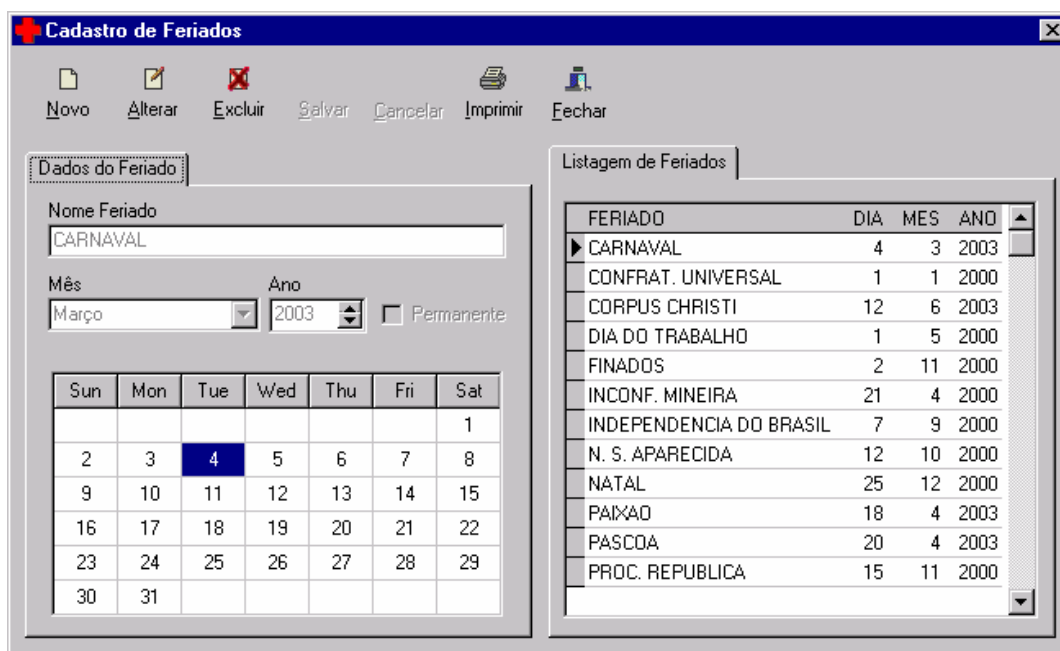 Cadastro de Feriados
Novo Alterar Excluir Salvar Cancelar Imprimir Fechar
Dados do Feriado
Nome Feriado
CARNAVAL
Mês Ano
Março 2003 Permanente
Sun Mon Tue Wed Thu Fri Sat
1
2 3 4 5 6 7 8
9 10 11 12 13 14 15
16 17 18 19 20 21 22
23 24 25 26 27 28 29
30 31
Listagem de Feriados
FERIADO DIA MES ANO
CARNAVAL 4 3 2003
CONFRAT. UNIVERSAL 1 1 2000
CORPUS CHRISTI 12 6 2003
DIA DO TRABALHO 1 5 2000
FINADOS 2 11 2000
INCONF. MINEIRA 21 4 2000
INDEPENDENCIA DO BRASIL 7 9 2000
N. S. APARECIDA 12 10 2000
NATAL 25 12 2000
PAIXAO 18 4 2003
PASCOA 20 4 2003
PROC. REPUBLICA 15 11 2000